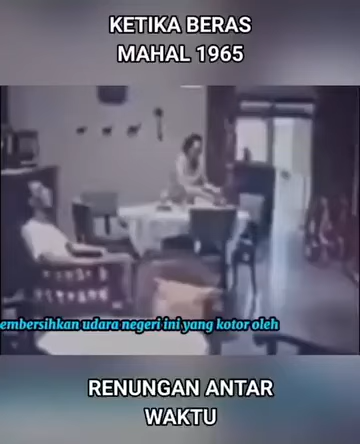 KETIKA BERAS
MAHAL 1965
embersihkan udara negeri ini yang kotor oleh
RENUNGAN ANTAR
WAKTU